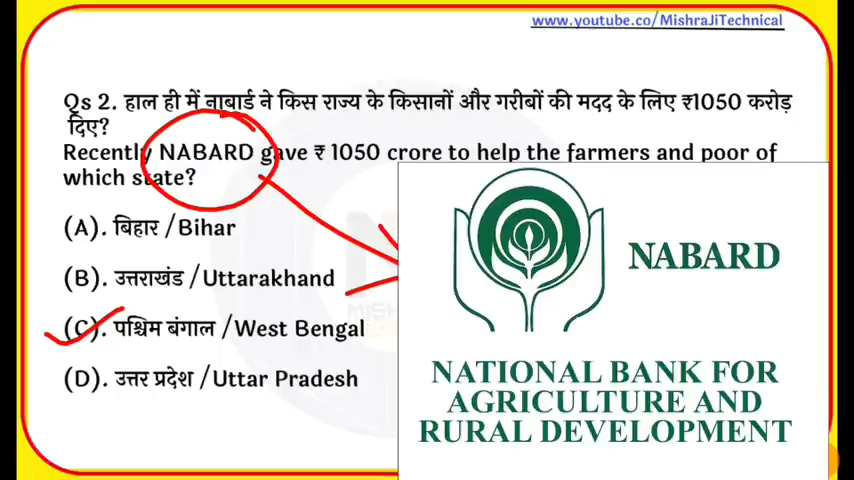 www.youtube.co/MishraJiTechnical
Qs 2. हाल ही में नाबार्ड ने किस राज्य के किसानों और गरीबों की मदद के लिए ₹1050 करोड़
दिए?
Recently NABARD gave ₹ 1050 crore to help the farmers and poor of
which state?
(A). बिहार /Bihar
(B). उत्तराखंड /Uttarakhand
(C). पश्चिम बंगाल /West Bengal
(D). उत्तर प्रदेश /Uttar Pradesh
NABARD
NATIONAL BANK FOR
AGRICULTURE AND
RURAL DEVELOPMENT